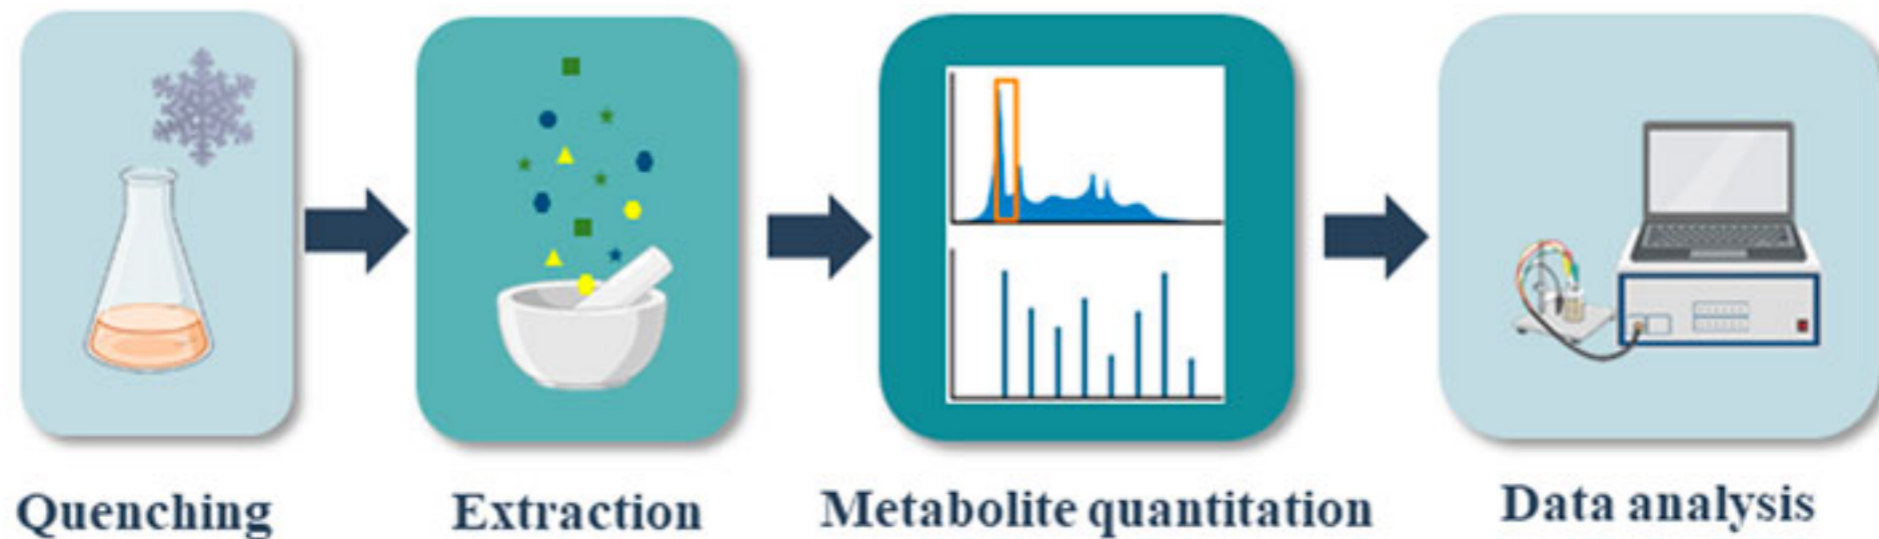 Quenching
Extraction
Metabolite quantitation
Data analysis